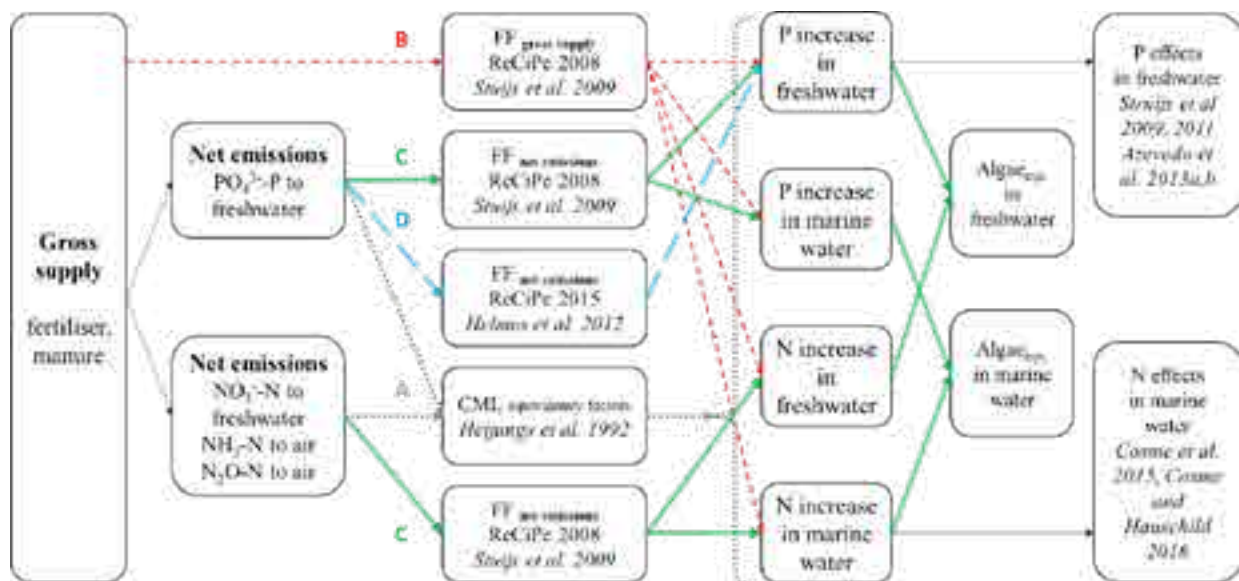 Gross
supply
fertiliser,
manure
Net emissions
PO₄³⁻-P to
freshwater
Net emissions
NO₃⁻-N to
freshwater
NH₃-N to air
N₂O-N to air
B
C
D
A
C
FF gross supply
ReCiPe 2008
Struijs et al. 2009
FF net emissions
ReCiPe 2008
Struijs et al. 2009
FF net emissions
ReCiPe 2015
Helmes et al. 2012
CML equivalency factors
Heijungs et al. 1992
FF net emissions
ReCiPe 2008
Struijs et al. 2009
P increase
in
freshwater
P increase
in marine
water
N increase
in
freshwater
N increase
in marine
water
Algae
in
freshwater
Algae
in marine
water
P effects
in freshwater
Struijs et al
2009, 2011
Azevedo et
al. 2013a,b
N effects
in marine
water
Cosme et al.
2015, Cosme
and
Hauschild
2016